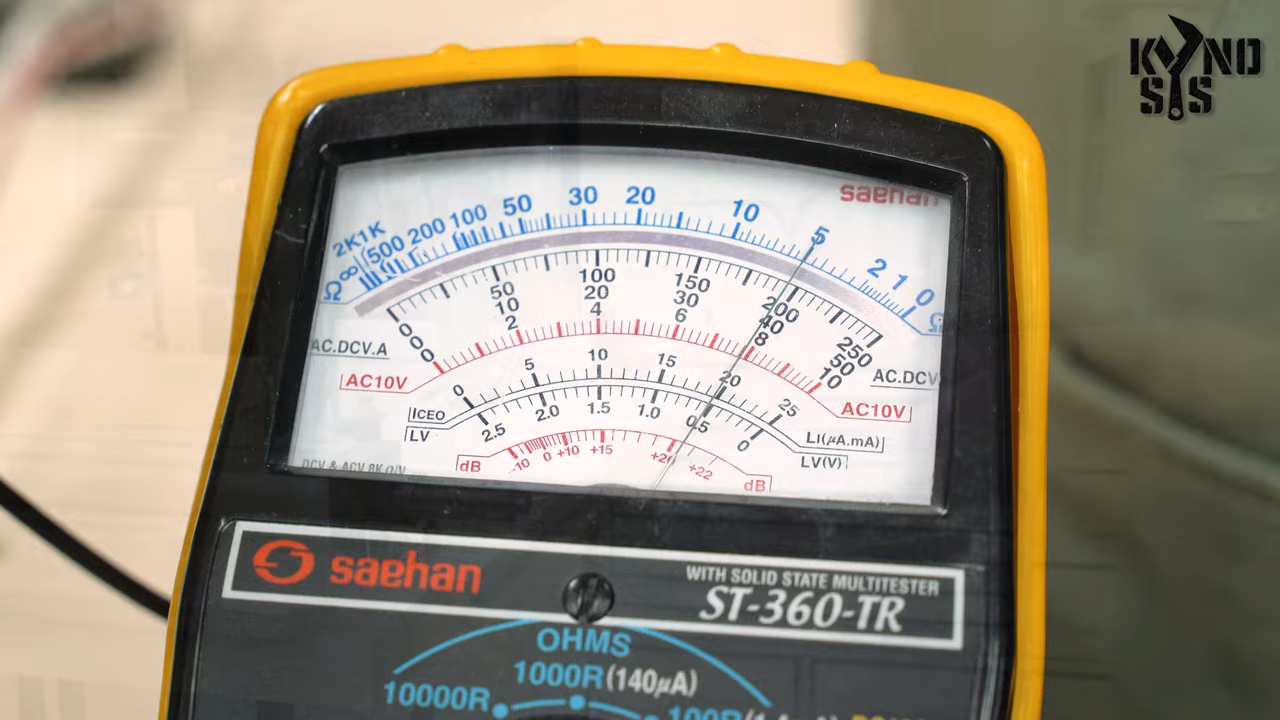 KYNO
SIS
saehan
Ω ∞ 2K 1K 500 200 100 50 30 20 10 5 2 1 0 Ω
0 50 100 150 200 250
0 10 20 30 40 50
0 2 4 6 8 10
AC.DCV.A
AC.DCV
AC10V
AC10V
0 5 10 15 20 25
ICEO
LI(μA.mA)
LV
2.5 2.0 1.5 1.0 0.5 0
LV(V)
dB -10 0 +10 +15 +20 +22 dB
DCV & ACV 8K Ω/V
saehan
WITH SOLID STATE MULTITESTER
ST-360-TR
OHMS
1000R (140μA)
10000R
100R